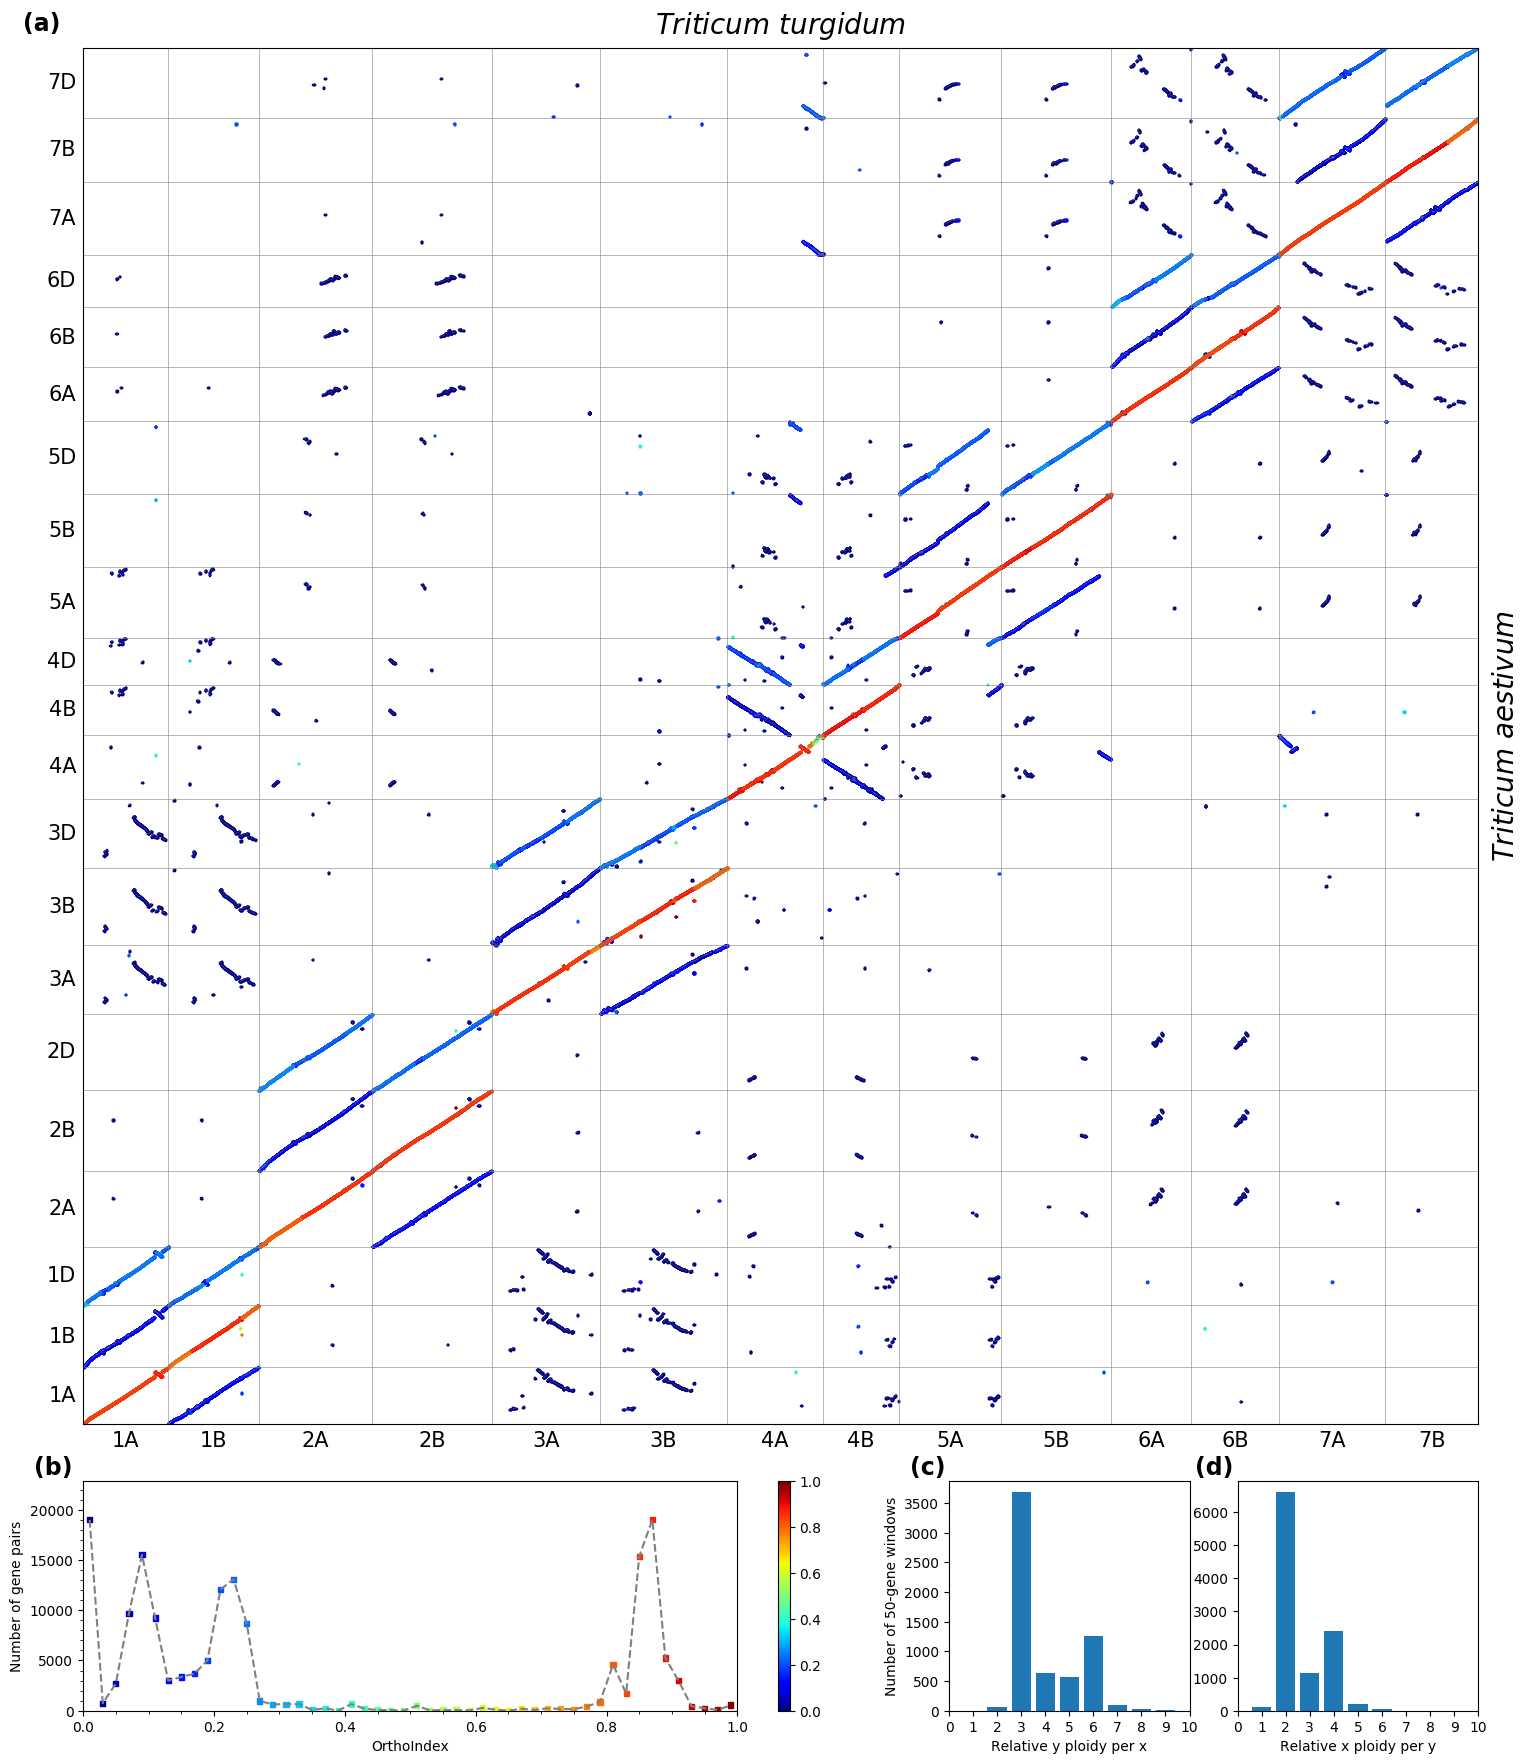 (a)
Triticum turgidum
7D
7B
7A
6D
6B
6A
5D
5B
5A
4D
4B
4A
3D
3B
3A
2D
2B
2A
1D
1B
1A
Triticum aestivum
1A 1B 2A 2B 3A 3B 4A 4B 5A 5B 6A 6B 7A 7B
(b)
Number of gene pairs
20000
15000
10000
5000
0
0.0 0.2 0.4 0.6 0.8 1.0
OrthoIndex
1.0
0.8
0.6
0.4
0.2
0.0
(c)
Number of 50-gene windows
3500
3000
2500
2000
1500
1000
500
0
0 1 2 3 4 5 6 7 8 9 10
Relative y ploidy per x
(d)
6000
5000
4000
3000
2000
1000
0
0 1 2 3 4 5 6 7 8 9 10
Relative x ploidy per y